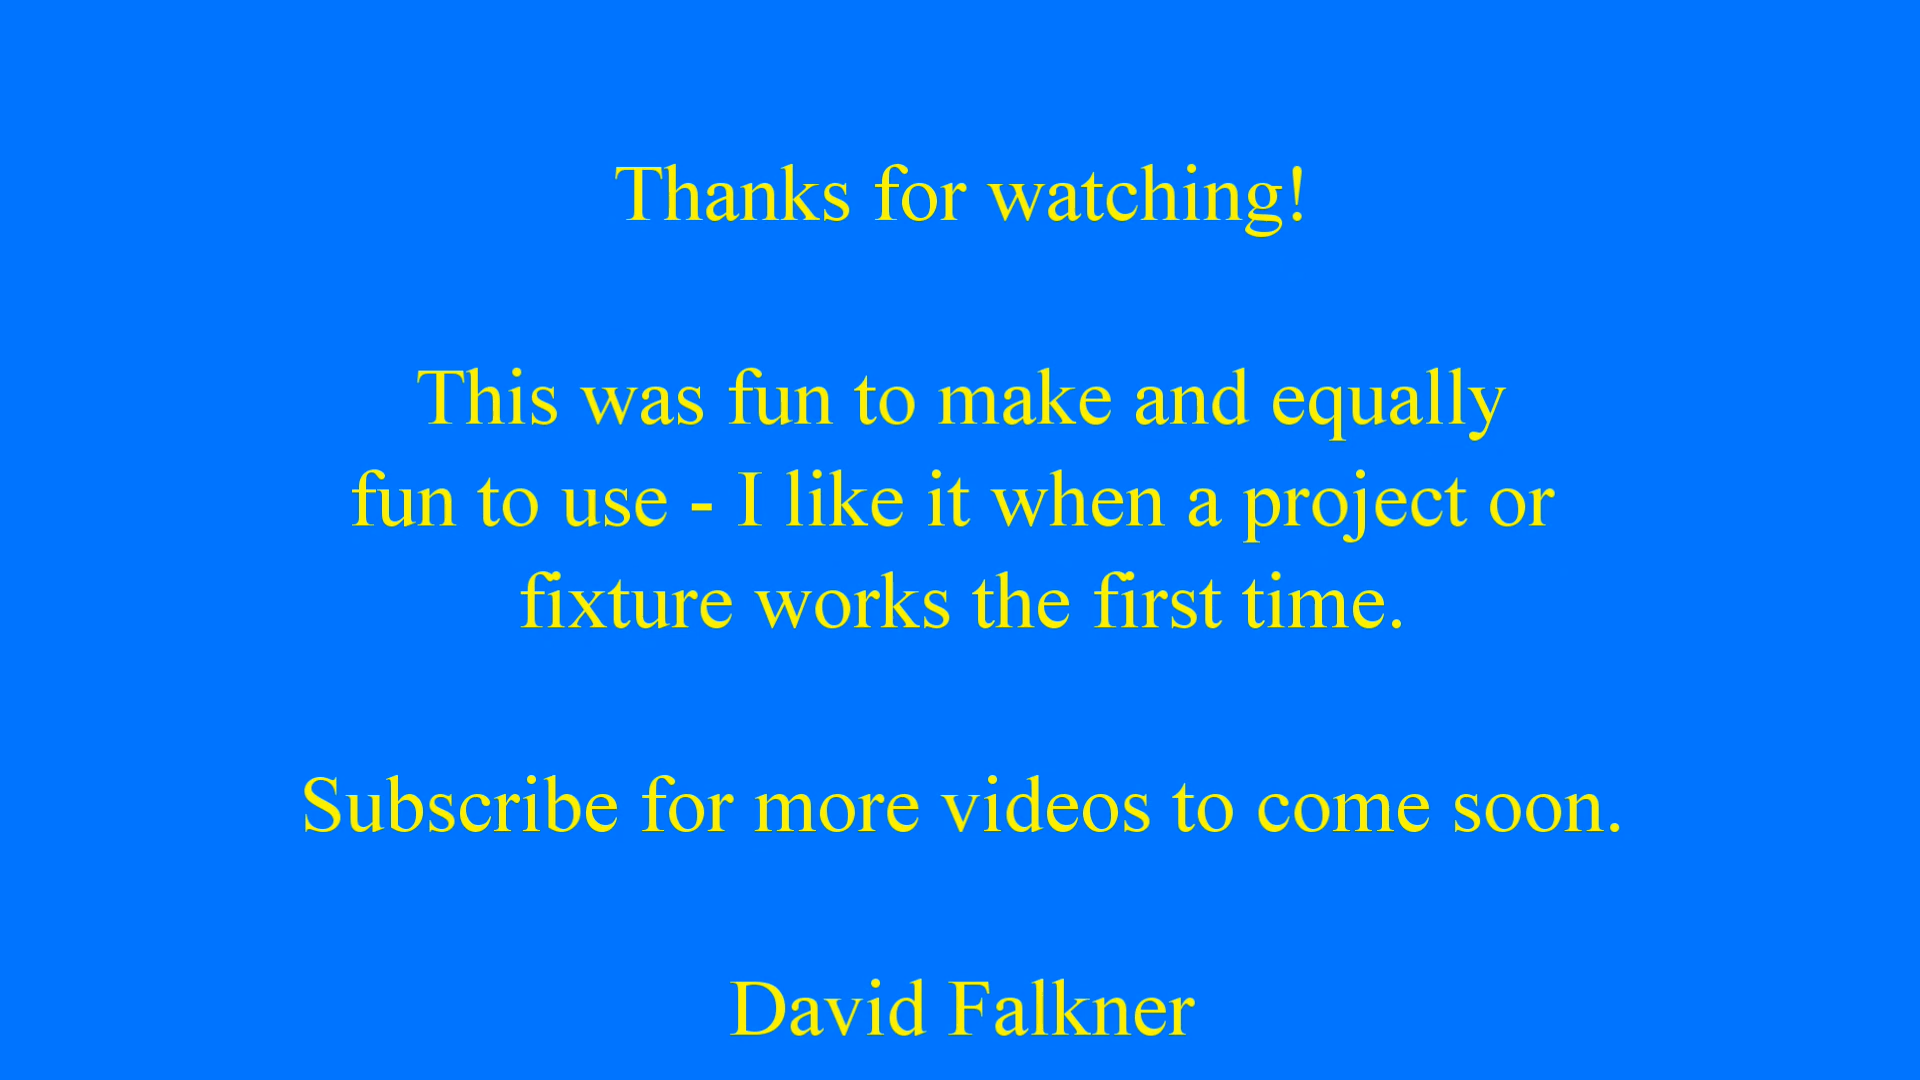 Thanks for watching!
This was fun to make and equally
fun to use - I like it when a project or
fixture works the first time.
Subscribe for more videos to come soon.
David Falkner